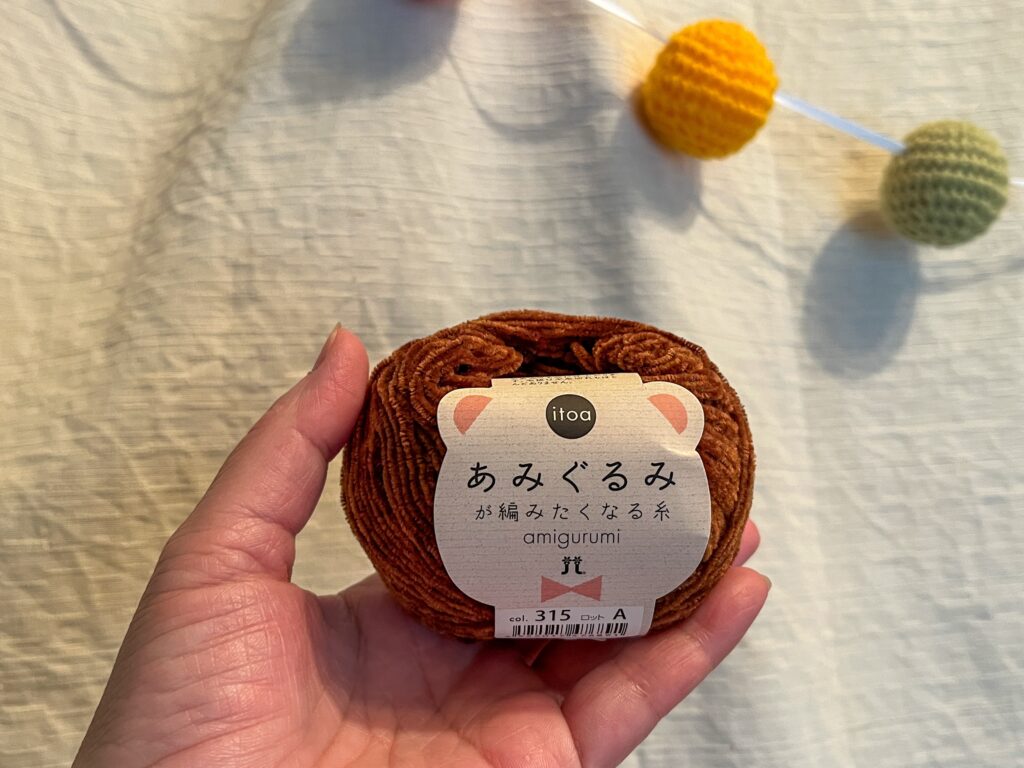 itoa
あみぐるみ
が編みたくなる糸
amigurumi
col. 315 ロット A